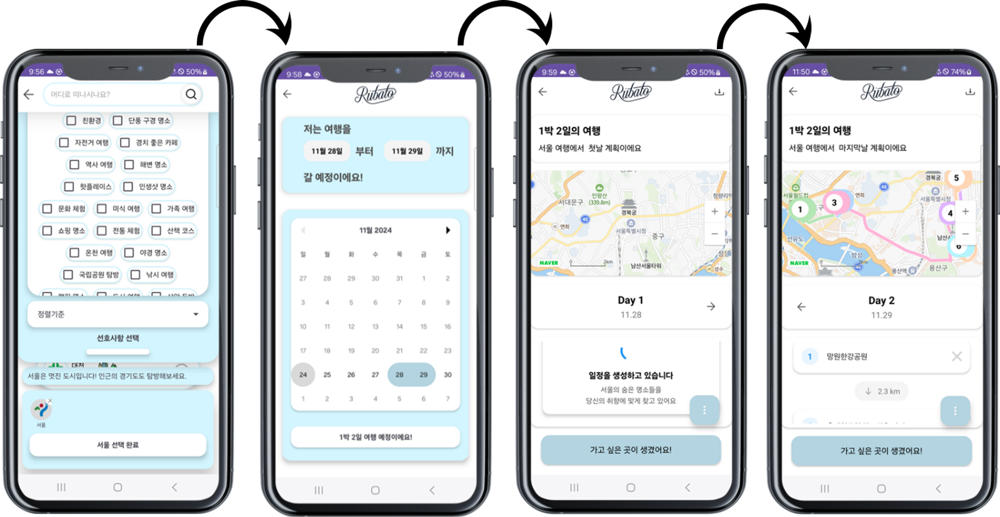 9:56
50%
어디로 떠나시나요?
친환경
단풍 구경 명소
자전거 여행
경치 좋은 카페
역사 여행
해변 명소
핫플레이스
인생샷 명소
문화 체험
미식 여행
가족 여행
쇼핑 명소
전통 체험
산책 코스
온천 여행
야경 명소
국립공원 탐방
낚시 여행
정렬기준
선호사항 선택
대전
서울은 멋진 도시입니다! 인근의 경기도도 탐방해보세요.
서울
서울 선택 완료
9:58
50%
Rubato
저는 여행을
11월 28일 부터 11월 29일 까지
갈 예정이에요!
11월 2024
일 월 화 수 목 금 토
27 28 29 30 31 1 2
3 4 5 6 7 8 9
10 11 12 13 14 15 16
17 18 19 20 21 22 23
24 25 26 27 28 29 30
1 2 3 4 5 6 7
1박 2일 여행 예정이에요!
9:59
50%
Rubato
1박 2일의 여행
서울 여행에서 첫날 계획이에요
인왕산
(339.8m)
서대문구
청량리역
경복궁
48
IC 연희
서울특별시청
중구
NAVER
0 2km
남산서울타워
JC 성수
+
−
Day 1
11.28
일정을 생성하고 있습니다
서울의 숨은 명소들을
당신의 취향에 맞게 찾고 있어요
가고 싶은 곳이 생겼어요!
11:50
74%
Rubato
1박 2일의 여행
서울 여행에서 마지막날 계획이에요
경복궁
5
48
서울월드컵
연희
서울특별시청
3
1
4
+
−
선유도
남산
6
밤섬
NAVER
0 2km
46
용산역
용산구
Day 2
11.29
1 망원한강공원
2.3 km
가고 싶은 곳이 생겼어요!